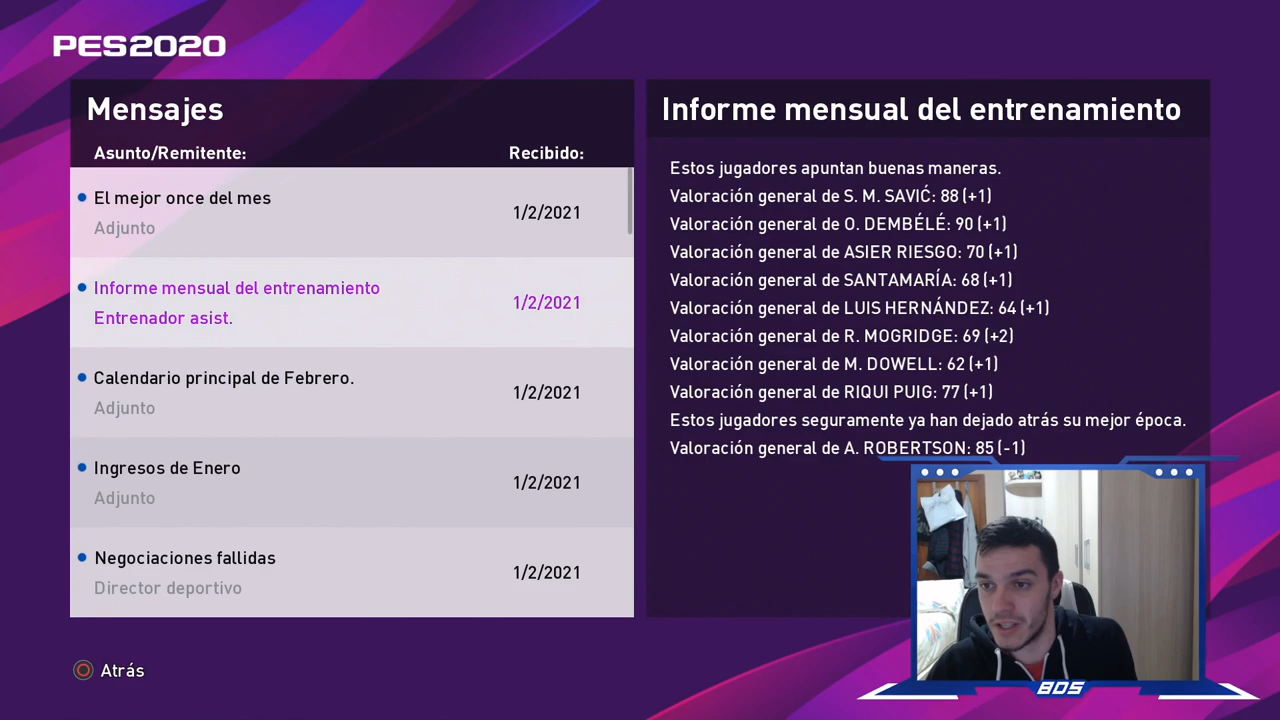 PES2020
Mensajes
Asunto/Remitente:
Recibido:
El mejor once del mes
Adjunto
1/2/2021
Informe mensual del entrenamiento
Entrenador asist.
1/2/2021
Calendario principal de Febrero.
Adjunto
1/2/2021
Ingresos de Enero
Adjunto
1/2/2021
Negociaciones fallidas
Director deportivo
1/2/2021
Informe mensual del entrenamiento
Estos jugadores apuntan buenas maneras.
Valoración general de S. M. SAVIĆ: 88 (+1)
Valoración general de O. DEMBÉLÉ: 90 (+1)
Valoración general de ASIER RIESGO: 70 (+1)
Valoración general de SANTAMARÍA: 68 (+1)
Valoración general de LUIS HERNÁNDEZ: 64 (+1)
Valoración general de R. MOGRIDGE: 69 (+2)
Valoración general de M. DOWELL: 62 (+1)
Valoración general de RIQUI PUIG: 77 (+1)
Estos jugadores seguramente ya han dejado atrás su mejor época.
Valoración general de A. ROBERTSON: 85 (-1)
Atrás
BDS